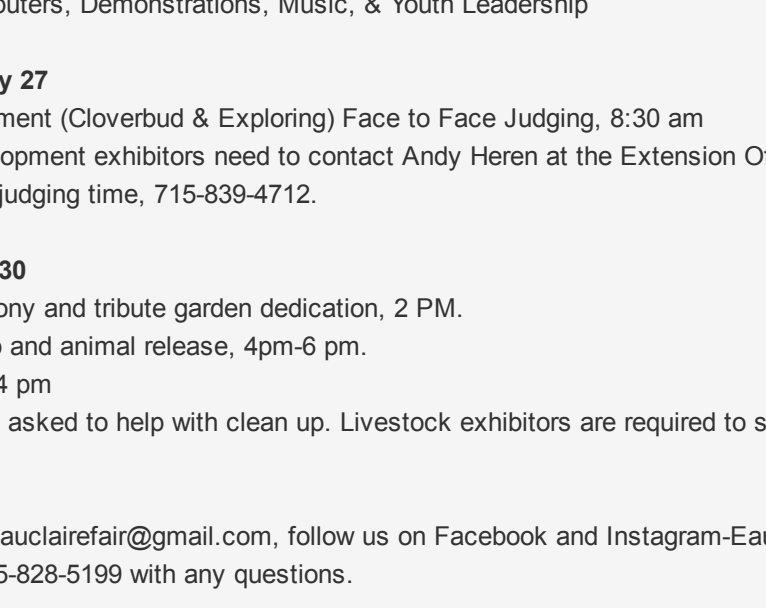 outers, Demonstrations, Music, & Youth Leadership
y 27
ment (Cloverbud & Exploring) Face to Face Judging, 8:30 am
lopment exhibitors need to contact Andy Heren at the Extension Of
judging time, 715-839-4712.
30
ony and tribute garden dedication, 2 PM.
and animal release, 4pm-6 pm.
4 pm
asked to help with clean up. Livestock exhibitors are required to s
auclairefair@gmail.com, follow us on Facebook and Instagram-Eau
5-828-5199 with any questions.